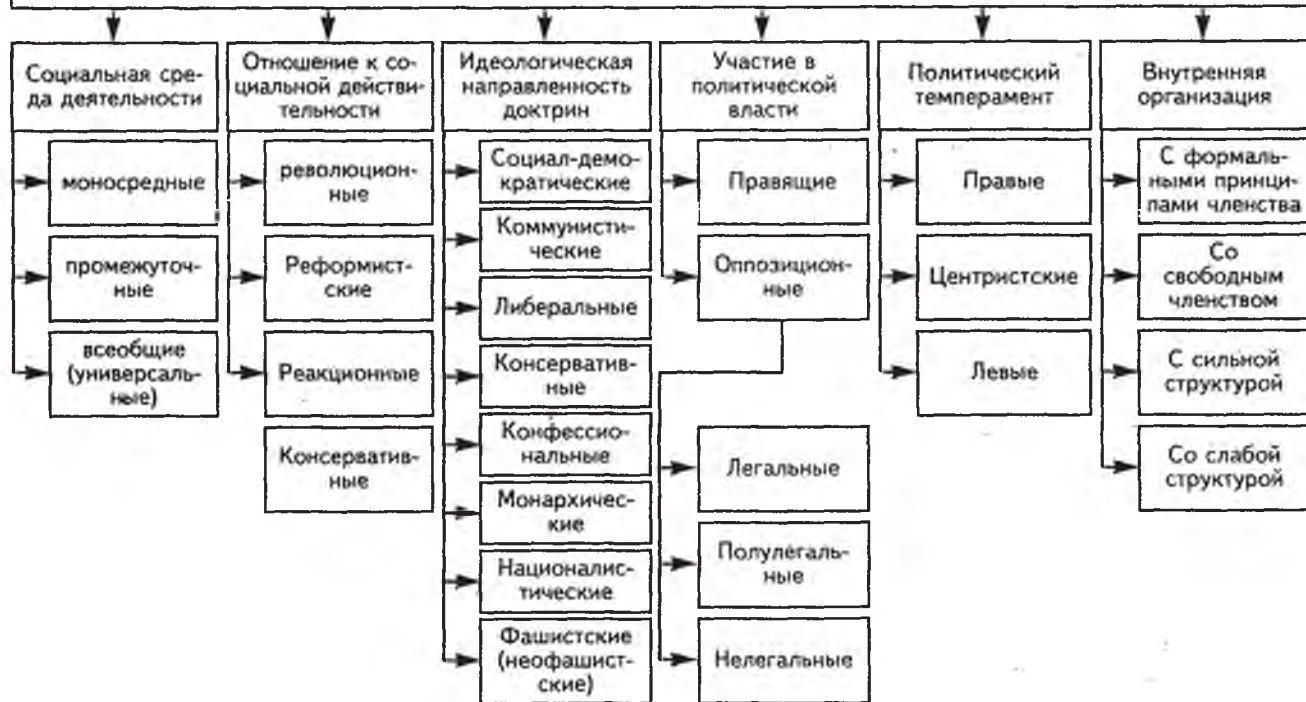 Социальная сре-
да деятельности
моносредные
промежуточ-
ные
всеобщие
(универсаль-
ные)
Отношение к со-
циальной действи-
тельности
революцион-
ные
Реформист-
ские
Реакционные
Консерватив-
ные
Идеологическая
направленность
доктрин
Социал-демо-
кратические
Коммунисти-
ческие
Либеральные
Консерватив-
ные
Конфессио-
нальные
Монархичес-
кие
Националис-
тические
Фашистские
(неофашист-
ские)
Участие в
политической
власти
Правящие
Оппозицион-
ные
Легальные
Полулегаль-
ные
Нелегальные
Политический
темперамент
Правые
Центристские
Левые
Внутренняя
организация
С формаль-
ными принци-
пами членства
Со
свободным
членством
С сильной
структурой
Со слабой
структурой